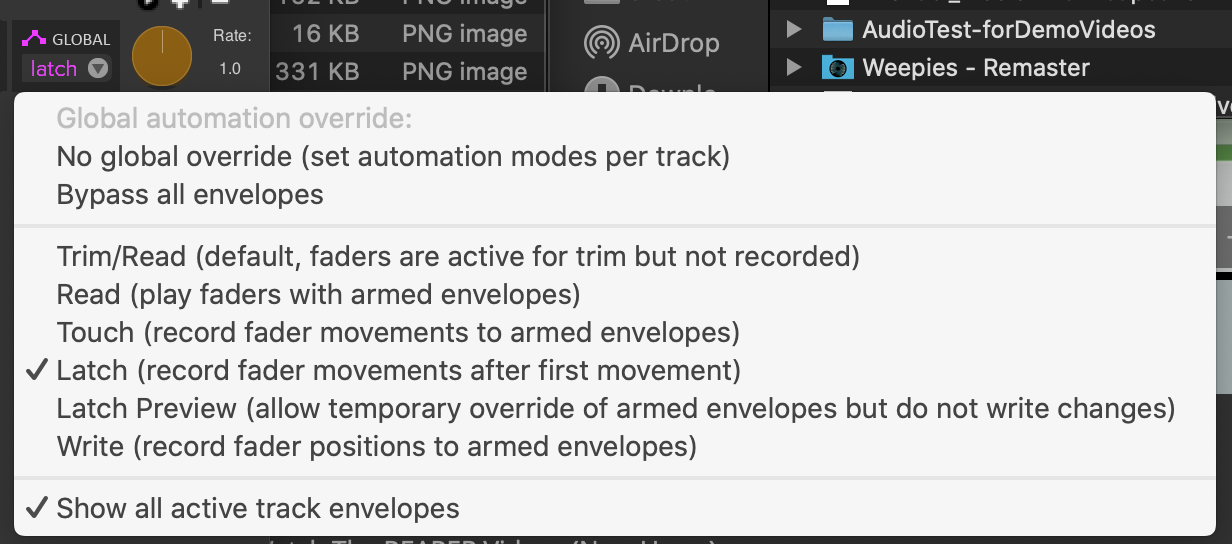 KB PNG image
GLOBAL
latch
Rate:
1.0
16 KB PNG image
331 KB PNG image
AirDrop
AudioTest-forDemoVideos
Weepies - Remaster
Global automation override:
No global override (set automation modes per track)
Bypass all envelopes
Trim/Read (default, faders are active for trim but not recorded)
Read (play faders with armed envelopes)
Touch (record fader movements to armed envelopes)
Latch (record fader movements after first movement)
Latch Preview (allow temporary override of armed envelopes but do not write changes)
Write (record fader positions to armed envelopes)
Show all active track envelopes